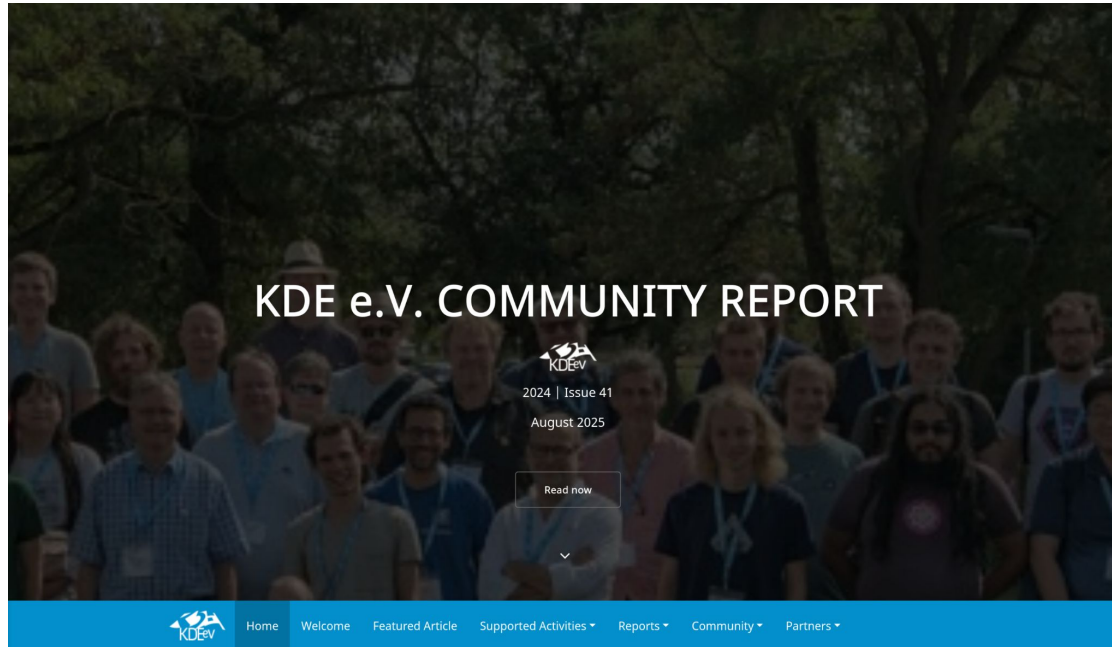 KDE e.V. COMMUNITY REPORT
KDEeV
2024 | Issue 41
August 2025
Read now
KDEeV
Home Welcome Featured Article Supported Activities Reports Community Partners